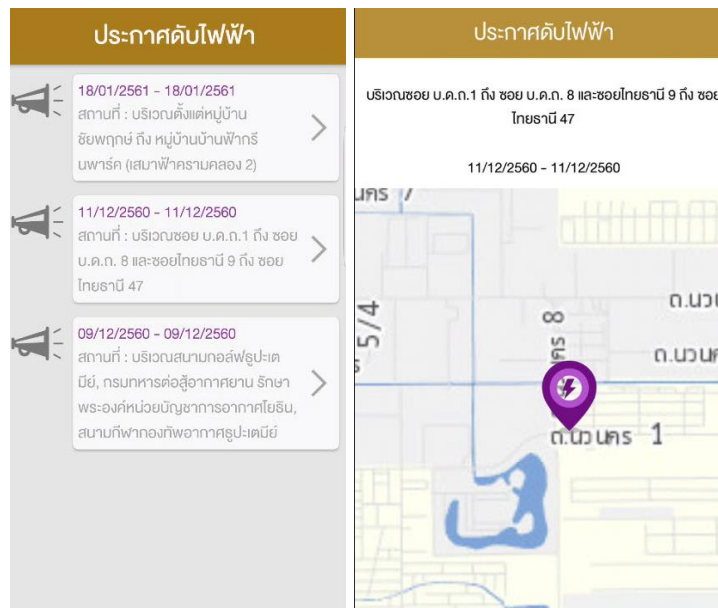 ประกาศดับไฟฟ้า
18/01/2561 - 18/01/2561
สถานที่ : บริเวณตั้งแต่หมู่บ้าน
ชัยพฤกษ์ ถึง หมู่บ้านบ้านฟ้ากรี
นพาร์ค (เสมาฟ้าครามคลอง 2)
11/12/2560 - 11/12/2560
สถานที่ : บริเวณซอย บ.ด.ถ.1 ถึง ซอย
บ.ด.ถ. 8 และซอยไทยธานี 9 ถึง ซอย
ไทยธานี 47
09/12/2560 - 09/12/2560
สถานที่ : บริเวณสนามกอล์ฟธูปะเต
มีย์, กรมทหารต่อสู้อากาศยาน รักษา
พระองค์หน่วยบัญชาการอากาศโยธิน,
สนามกีฬากองทัพอากาศธูปะเตมีย์
ประกาศดับไฟฟ้า
บริเวณซอย บ.ด.ถ.1 ถึง ซอย บ.ด.ถ. 8 และซอยไทยธานี 9 ถึง ซอย
ไทยธานี 47
11/12/2560 - 11/12/2560
นคร 7
5/4
นคร 8
ถ.นวน
ถ.นวนค
ถ.นวนคร 1